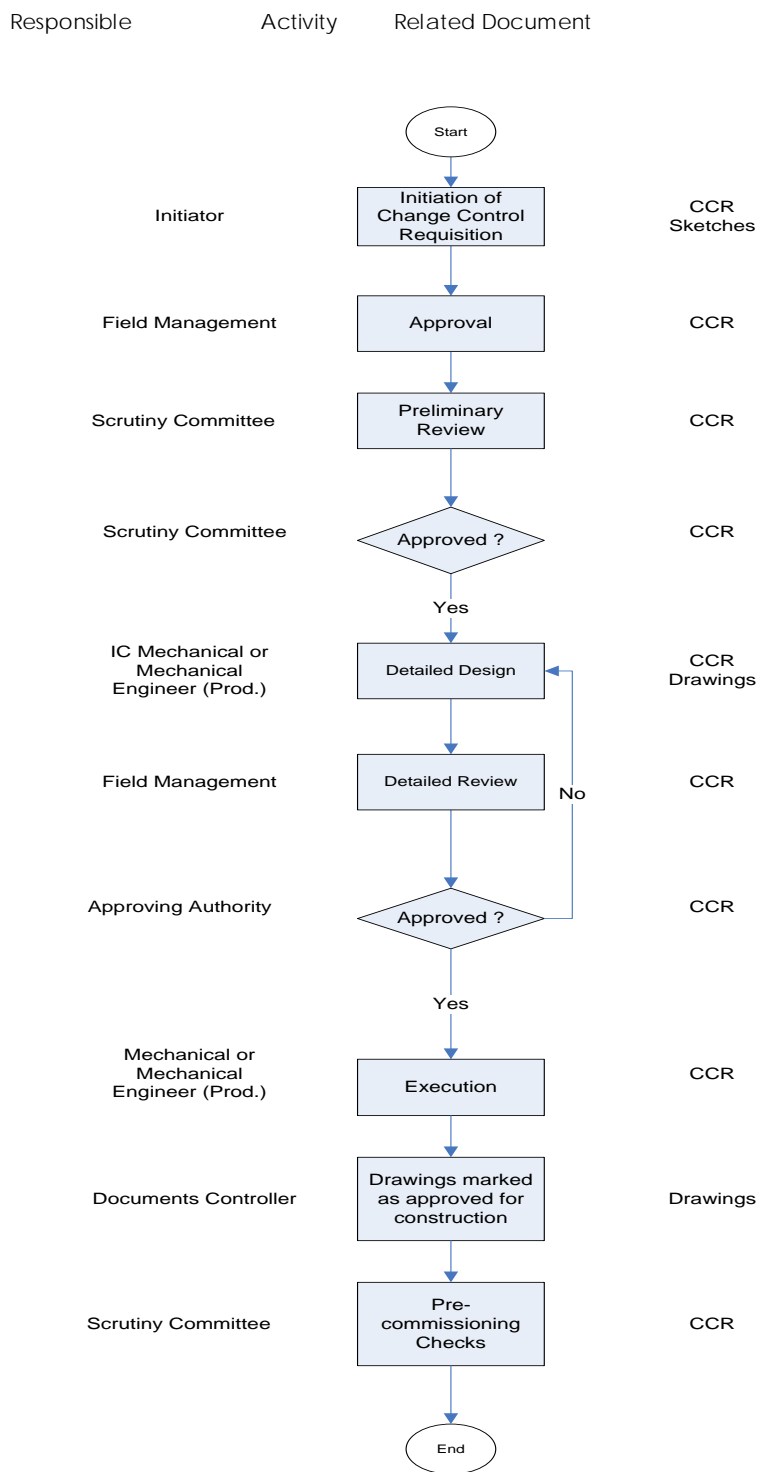 Responsible Activity Related Document
Start
Initiator
Initiation of
Change Control
Requisition
CCR
Sketches
Field Management
Approval
CCR
Scrutiny Committee
Preliminary
Review
CCR
Scrutiny Committee
Approved ?
CCR
Yes
IC Mechanical or
Mechanical
Engineer (Prod.)
Detailed Design
CCR
Drawings
Field Management
Detailed Review
CCR
No
Approving Authority
Approved ?
CCR
Yes
Mechanical or
Mechanical
Engineer (Prod.)
Execution
CCR
Documents Controller
Drawings marked
as approved for
construction
Drawings
Scrutiny Committee
Pre-
commissioning
Checks
CCR
End